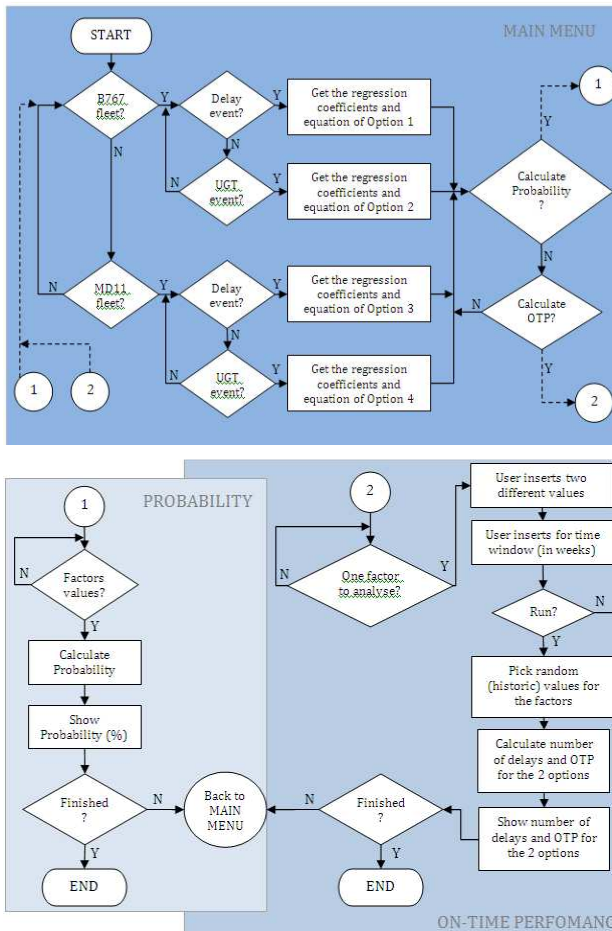 START
MAIN MENU
B767
fleet?
Y
N
Delay
event?
Y
N
Get the regression
coefficients and
equation of Option 1
1
Y
UGT
event?
N
Y
Get the regression
coefficients and
equation of Option 2
Calculate
Probability
?
N
MD11
fleet?
N
Y
Delay
event?
Y
N
Get the regression
coefficients and
equation of Option 3
Calculate
OTP?
N
Y
UGT
event?
N
Y
Get the regression
coefficients and
equation of Option 4
1
2
2
1
PROBABILITY
Factors
values?
N
Y
Calculate
Probability
Show
Probability (%)
Finished
?
N
Y
END
Back to
MAIN
MENU
2
One factor
to analyse?
N
Y
User inserts two
different values
User inserts for time
window (in weeks)
Run?
N
Y
Pick random
(historic) values for
the factors
Calculate number
of delays and OTP
for the 2 options
Show number of
delays and OTP for
the 2 options
Finished
?
N
Y
END
ON-TIME PERFOMANC